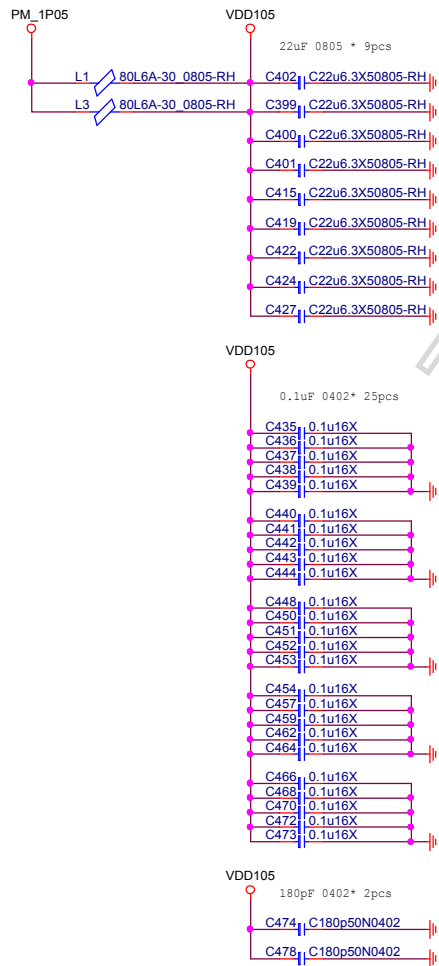 PM_1P05 VDD105
22uF 0805 * 9pcs
L1 80L6A-30_0805-RH C402 C22u6.3X50805-RH
L3 80L6A-30_0805-RH C399 C22u6.3X50805-RH
C400 C22u6.3X50805-RH
C401 C22u6.3X50805-RH
C415 C22u6.3X50805-RH
C419 C22u6.3X50805-RH
C422 C22u6.3X50805-RH
C424 C22u6.3X50805-RH
C427 C22u6.3X50805-RH
VDD105
0.1uF 0402* 25pcs
C435 0.1u16X
C436 0.1u16X
C437 0.1u16X
C438 0.1u16X
C439 0.1u16X
C440 0.1u16X
C441 0.1u16X
C442 0.1u16X
C443 0.1u16X
C444 0.1u16X
C448 0.1u16X
C450 0.1u16X
C451 0.1u16X
C452 0.1u16X
C453 0.1u16X
C454 0.1u16X
C457 0.1u16X
C459 0.1u16X
C462 0.1u16X
C464 0.1u16X
C466 0.1u16X
C468 0.1u16X
C470 0.1u16X
C472 0.1u16X
C473 0.1u16X
VDD105
180pF 0402* 2pcs
C474 C180p50N0402
C478 C180p50N0402